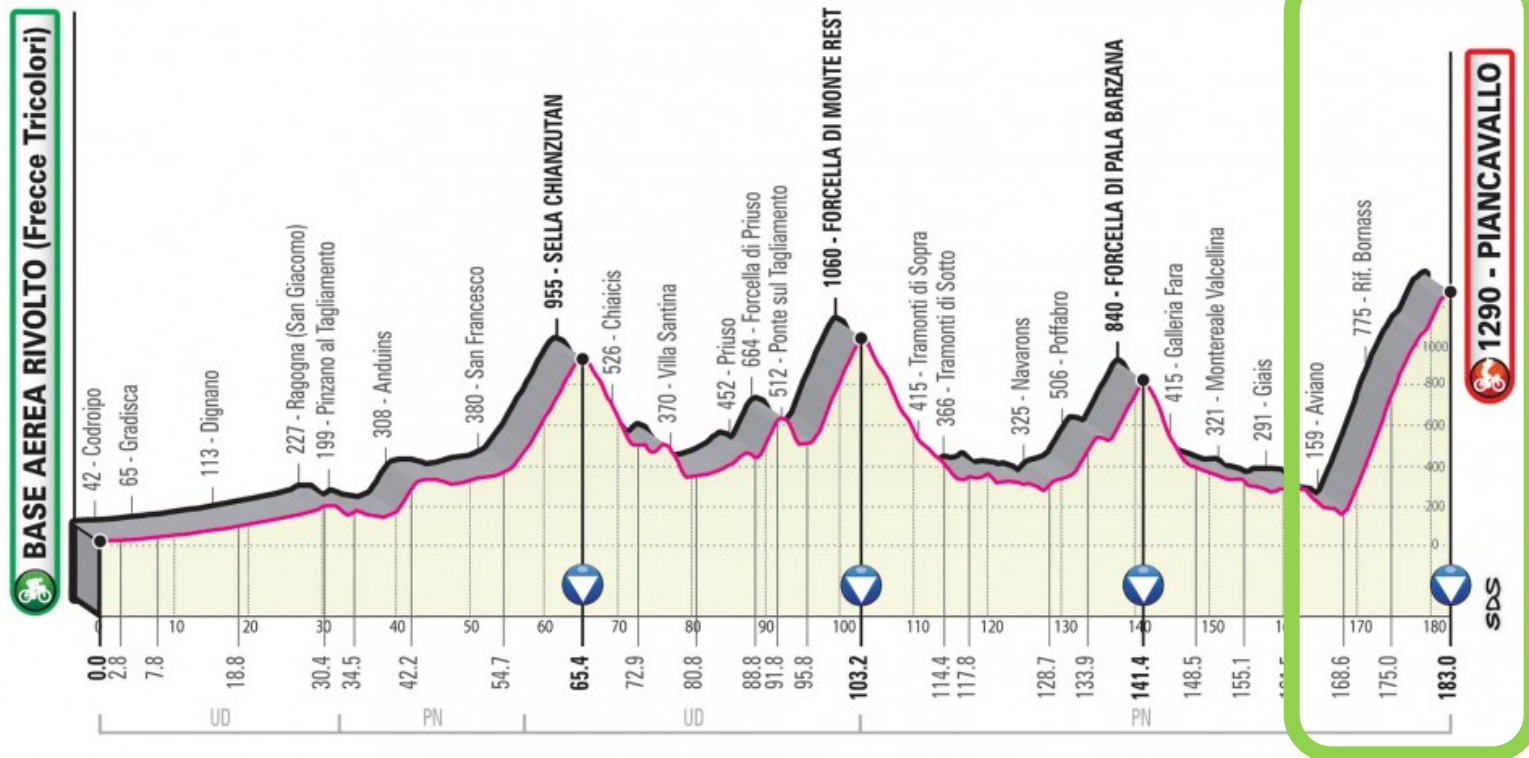 BASE AEREA RIVOLTO (Frecce Tricolori)
42 - Codroipo
65 - Gradisca
113 - Dignano
227 - Ragogna (San Giacomo)
199 - Pinzano al Tagliamento
308 - Anduins
380 - San Francesco
955 - SELLA CHIANZUTAN
526 - Chiaicis
370 - Villa Santina
452 - Priuso
664 - Forcella di Priuso
512 - Ponte sul Tagliamento
1060 - FORCELLA DI MONTE REST
415 - Tramonti di Sopra
366 - Tramonti di Sotto
325 - Navarons
506 - Poffabro
840 - FORCELLA DI PALA BARZANA
415 - Galleria Fara
321 - Montereale Valcellina
291 - Giais
159 - Aviano
775 - Rif. Bornass
1290 - PIANCAVALLO
1000
800
600
400
200
0
SDS
0 10 20 30 40 50 60 70 80 90 100 110 120 130 140 150 170 180
0.0 2.8 7.8 18.8 30.4 34.5 42.2 54.7 65.4 72.9 80.8 88.8 91.8 95.8 103.2 114.4 117.8 128.7 133.9 141.4 148.5 155.1 168.6 175.0 183.0
UD PN UD PN